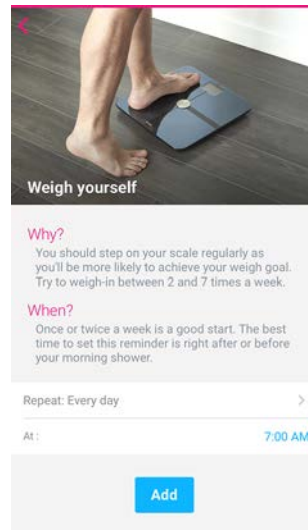 Weigh yourself
Why?
You should step on your scale regularly as
you'll be more likely to achieve your weigh goal.
Try to weigh-in between 2 and 7 times a week.
When?
Once or twice a week is a good start. The best
time to set this reminder is right after or before
your morning shower.
Repeat: Every day
At : 7:00 AM
Add